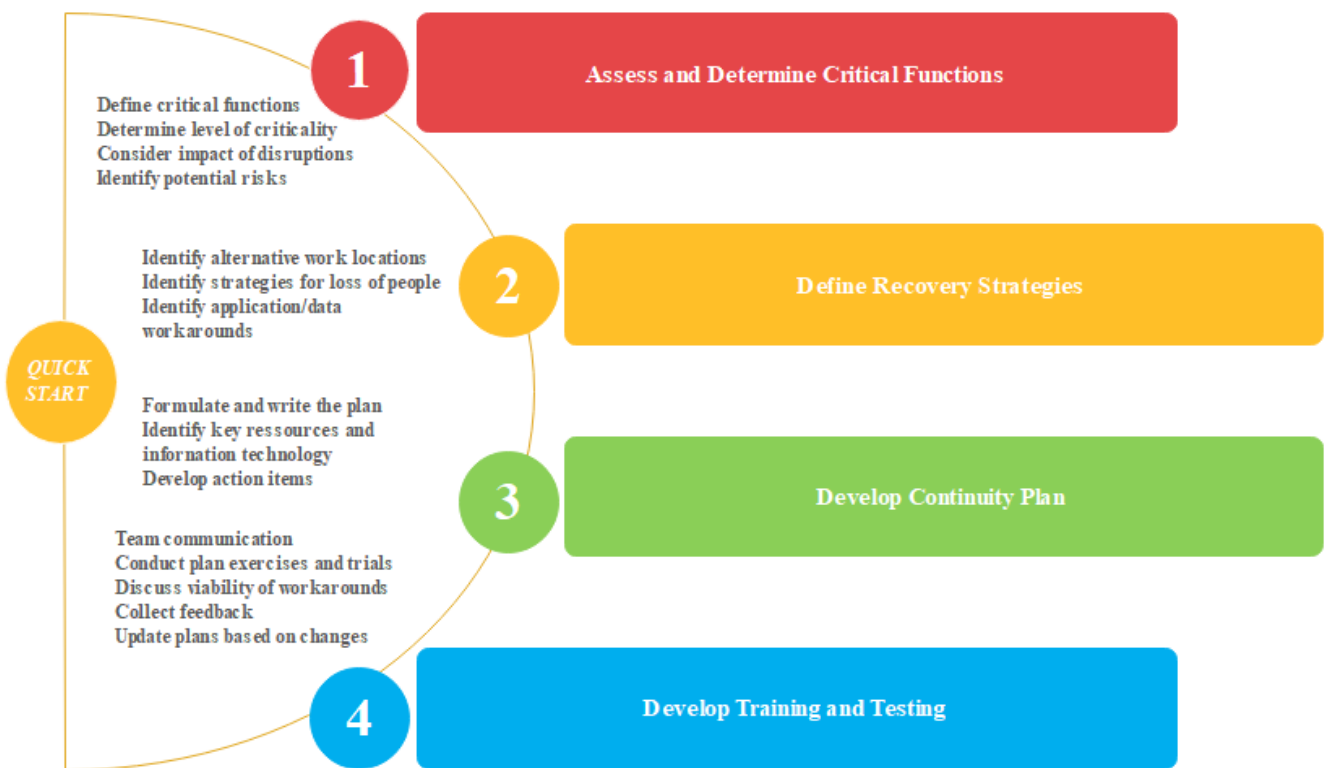 1
Assess and Determine Critical Functions
Define critical functions
Determine level of criticality
Consider impact of disruptions
Identify potential risks
2
Define Recovery Strategies
Identify alternative work locations
Identify strategies for loss of people
Identify application/data
workarounds
QUICK
START
3
Develop Continuity Plan
Formulate and write the plan
Identify key ressources and
infornation technology
Develop action items
Team communication
Conduct plan exercises and trials
Discuss viability of workarounds
Collect feedback
Update plans based on changes
4
Develop Training and Testing